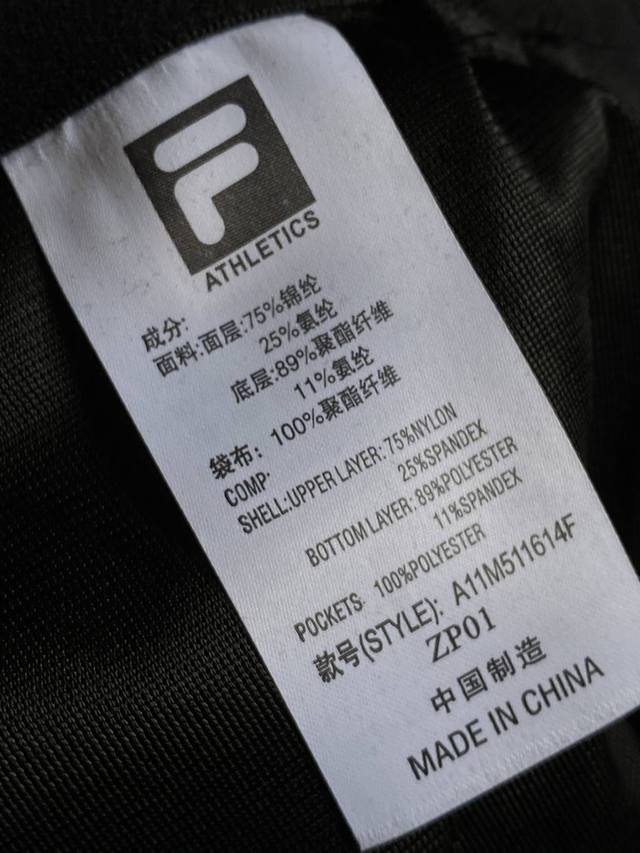 F
ATHLETICS
成分:
面料:面层:75%锦纶
25%氨纶
底层:89%聚酯纤维
11%氨纶
袋布: 100%聚酯纤维
COMP.
SHELL:UPPER LAYER: 75%NYLON
25%SPANDEX
BOTTOM LAYER: 89%POLYESTER
11%SPANDEX
POCKETS: 100%POLYESTER
款号(STYLE): A11M511614F
ZP01
中国制造
MADE IN CHINA